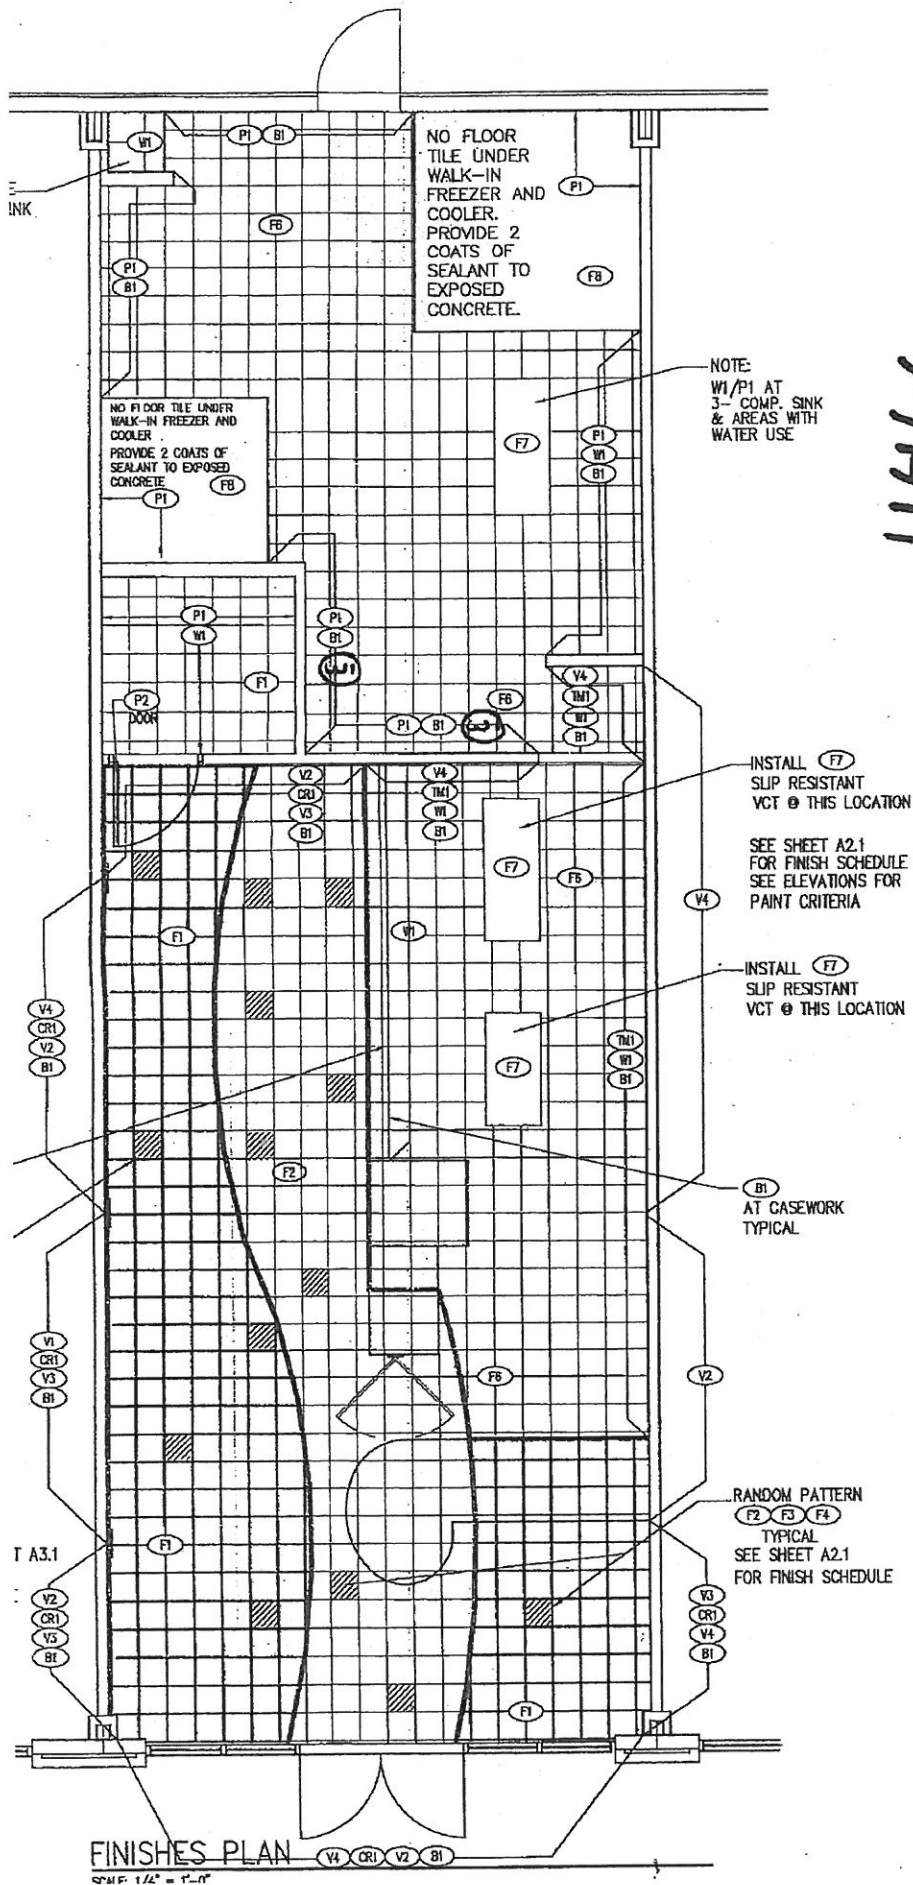 W1
P1 B1
NO FLOOR
TILE UNDER
WALK-IN
FREEZER AND
COOLER.
PROVIDE 2
COATS OF
SEALANT TO
EXPOSED
CONCRETE.
P1
INK
F6
P1
B1
F8
NOTE:
W1/P1 AT
3- COMP. SINK
& AREAS WITH
WATER USE
NO FLOOR TILE UNDER
WALK-IN FREEZER AND
COOLER .
PROVIDE 2 COATS OF
SEALANT TO EXPOSED
CONCRETE
F8
P1
F7
P1
W1
B1
P1
W1
P1
B1
F1
P2
DOOR
P1 B1
F6
V4
TM1
W1
B1
V2
CR1
V3
B1
V4
TM1
W1
B1
INSTALL F7
SLIP RESISTANT
VCT @ THIS LOCATION
SEE SHEET A2.1
FOR FINISH SCHEDULE
SEE ELEVATIONS FOR
PAINT CRITERIA
F7
F6
V4
F1
W1
INSTALL F7
SLIP RESISTANT
VCT @ THIS LOCATION
V4
CR1
V2
B1
TM1
W1
B1
F7
F2
B1
AT CASEWORK
TYPICAL
V1
CR1
V3
B1
F6
V2
RANDOM PATTERN
F2 F3 F4
TYPICAL
SEE SHEET A2.1
FOR FINISH SCHEDULE
T A3.1
F1
V2
CR1
V3
B1
V3
CR1
V4
B1
F1
FINISHES PLAN
V4 CR1 V2 B1
SCALE: 1/4" = 1'-0"